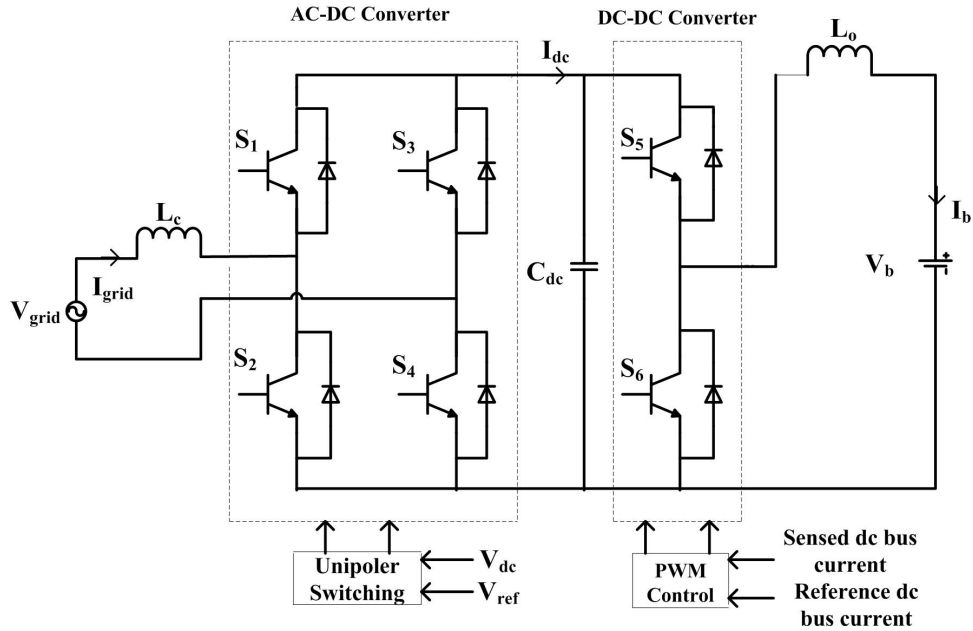 AC-DC Converter
DC-DC Converter
Lo
Idc
S1
S3
S5
Lc
Ib
Igrid
Cdc
Vb
Vgrid
S2
S4
S6
Unipoler
Switching
Vdc
Vref
PWM
Control
Sensed dc bus
current
Reference dc
bus current